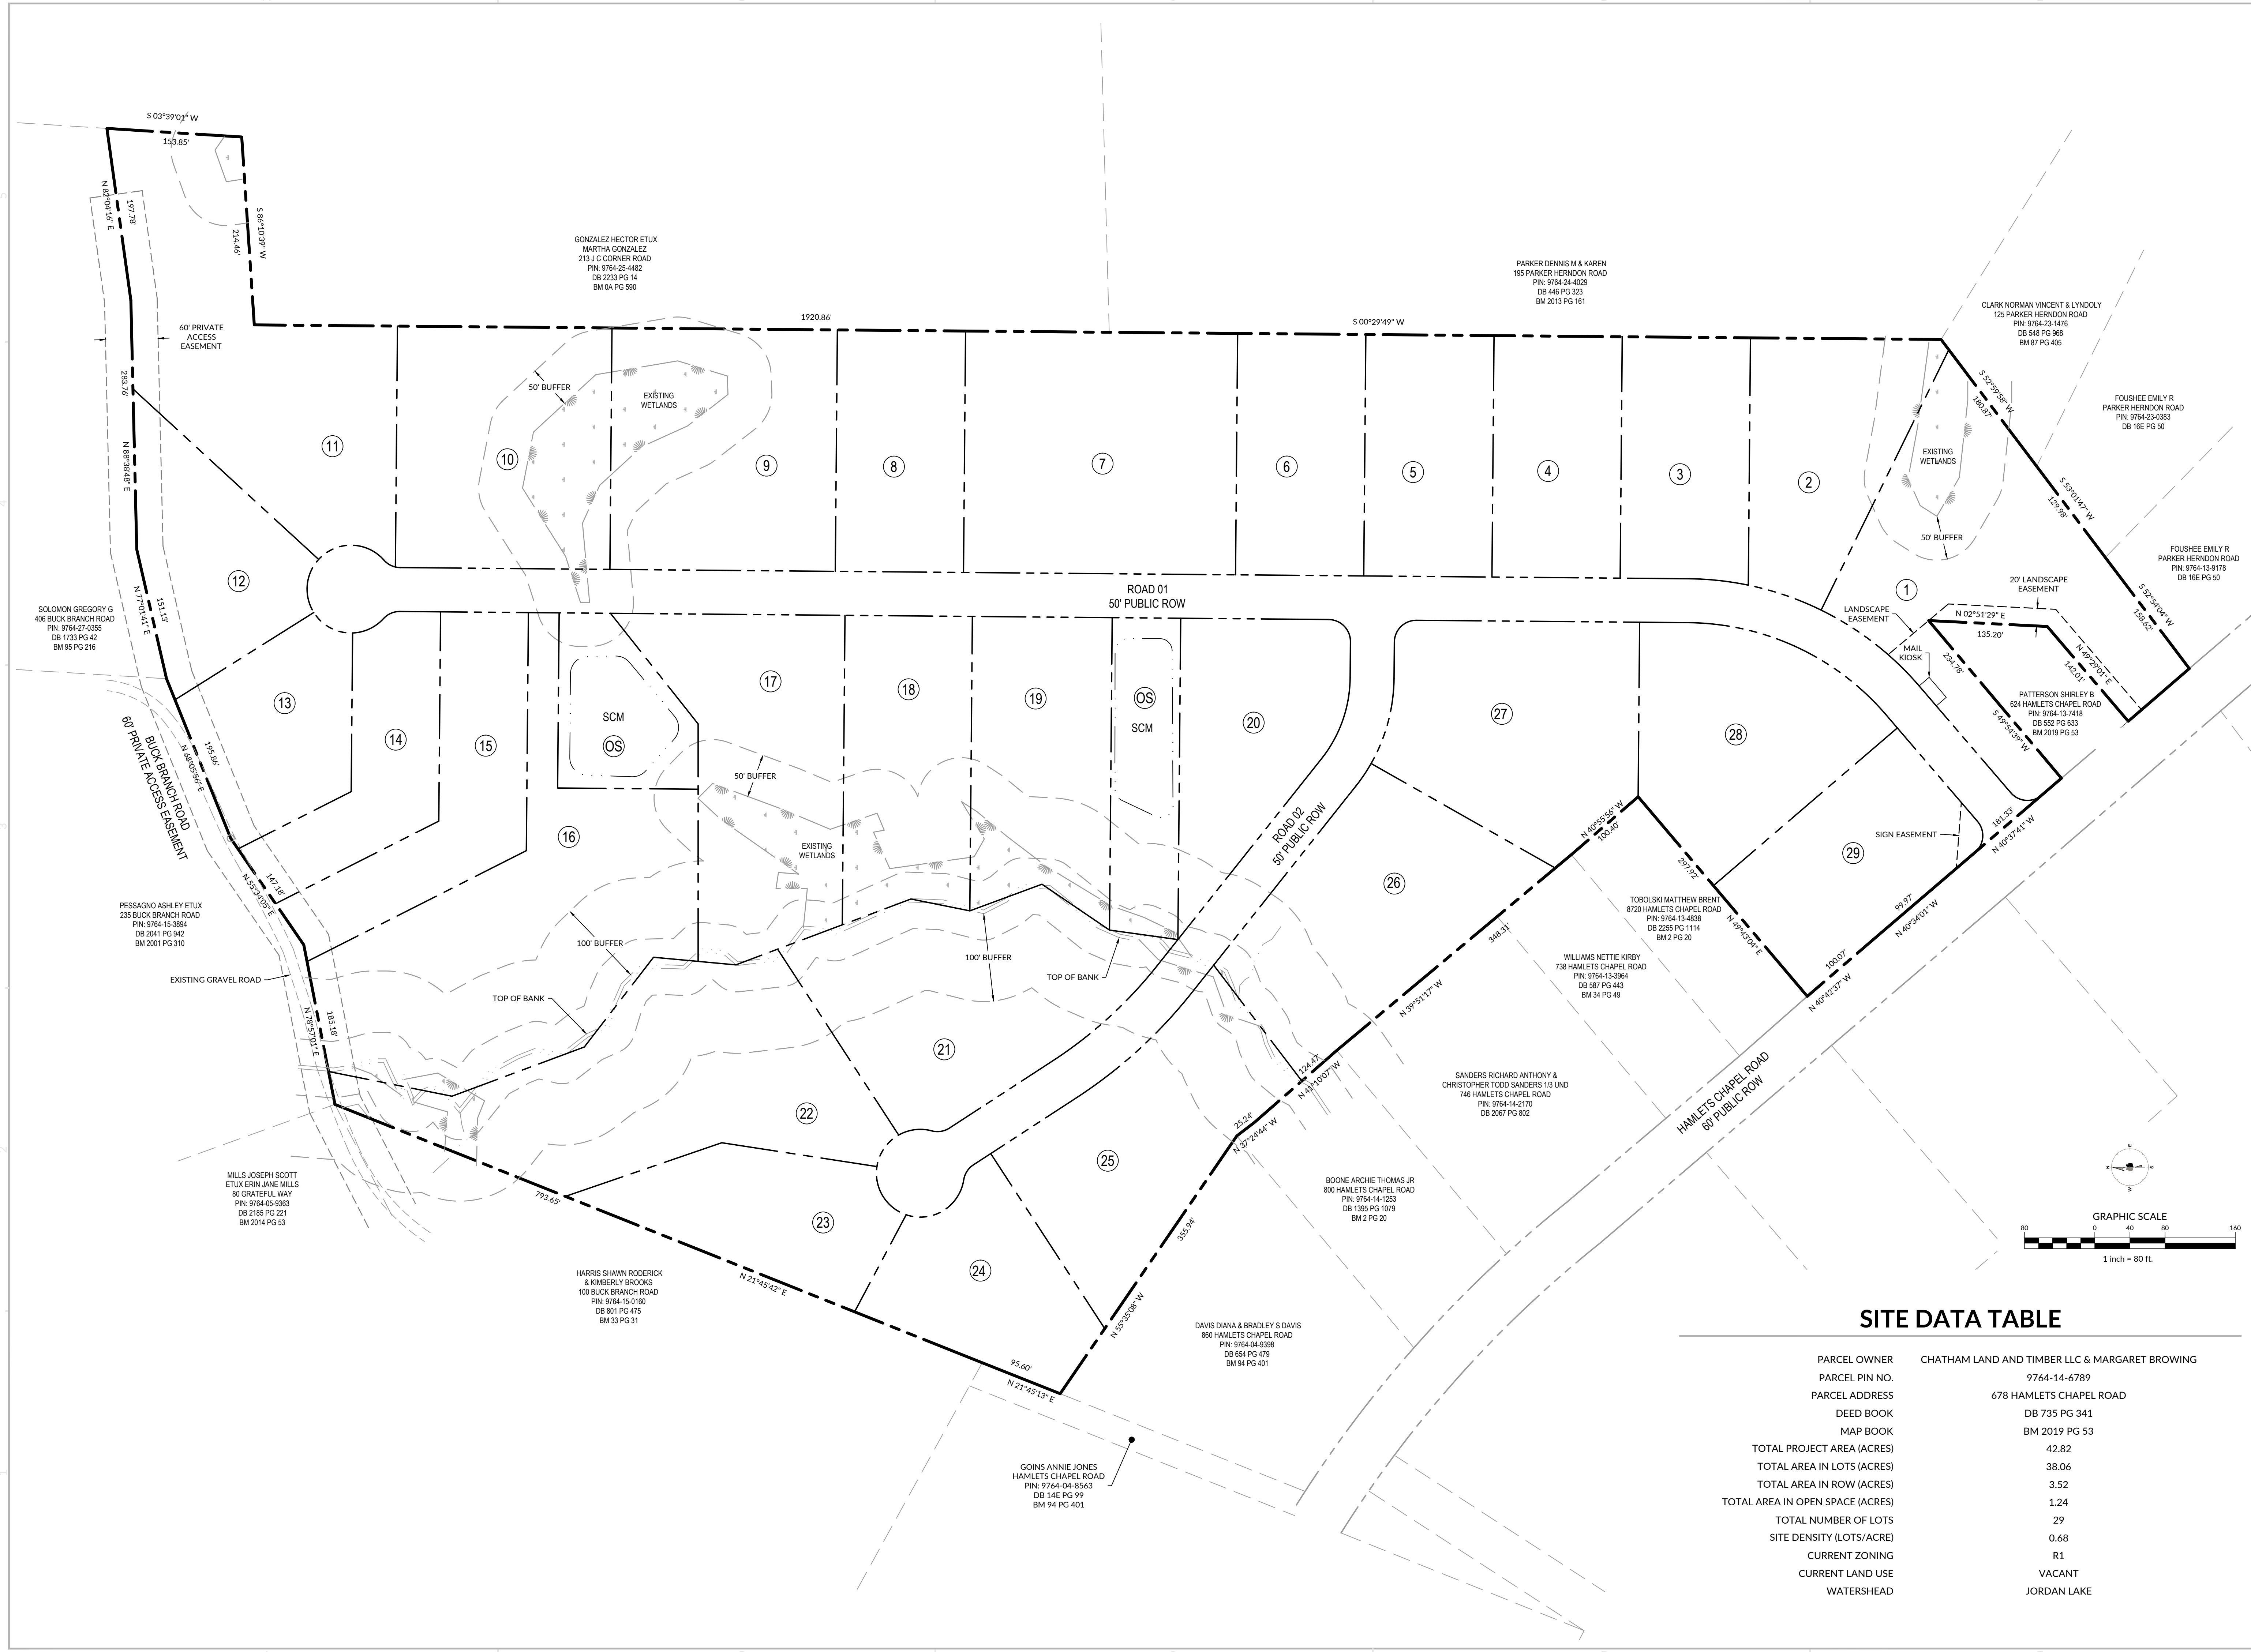 S 03°39'01" W
153.85'
N 82°04'16" E
197.78'
S 86°10'39" W
214.46'
GONZALEZ HECTOR ETUX
MARTHA GONZALEZ
213 J C CORNER ROAD
PIN: 9764-25-4482
DB 2233 PG 14
BM 0A PG 590
PARKER DENNIS M & KAREN
195 PARKER HERNDON ROAD
PIN: 9764-24-4029
DB 446 PG 323
BM 2013 PG 161
CLARK NORMAN VINCENT & LYNDOLY
125 PARKER HERNDON ROAD
PIN: 9764-23-1476
DB 548 PG 968
BM 87 PG 405
60' PRIVATE
ACCESS
EASEMENT
1920.86'
S 00°29'49" W
283.76'
N 88°38'48" E
50' BUFFER
EXISTING
WETLANDS
S 52°59'58" W
180.87'
FOUSHEE EMILY R
PARKER HERNDON ROAD
PIN: 9764-23-0383
DB 16E PG 50
11
10
9
8
7
6
5
4
3
2
EXISTING
WETLANDS
S 53°01'47" W
129.98'
50' BUFFER
FOUSHEE EMILY R
PARKER HERNDON ROAD
PIN: 9764-13-9178
DB 16E PG 50
12
ROAD 01
50' PUBLIC ROW
1
20' LANDSCAPE
EASEMENT
LANDSCAPE
EASEMENT
N 02°51'29" E
135.20'
S 52°54'04" W
158.62'
SOLOMON GREGORY G
406 BUCK BRANCH ROAD
PIN: 9764-27-0355
DB 1733 PG 42
BM 95 PG 216
151.13'
N 77°01'41" E
MAIL
KIOSK
234.78'
S 49°54'39" W
N 49°29'01" E
142.01'
PATTERSON SHIRLEY B
624 HAMLETS CHAPEL ROAD
PIN: 9764-13-7418
DB 552 PG 633
BM 2019 PG 53
13
14
15
SCM
OS
17
18
19
OS
SCM
20
27
28
195.86'
N 68°05'56" E
BUCK BRANCH ROAD
60' PRIVATE ACCESS EASEMENT
50' BUFFER
16
EXISTING
WETLANDS
ROAD 02
50' PUBLIC ROW
N 40°55'56" W
100.40'
SIGN EASEMENT
181.33'
N 40°37'41" W
29
26
297.92'
N 49°43'04" E
147.18'
N 55°34'05" E
PESSAGNO ASHLEY ETUX
235 BUCK BRANCH ROAD
PIN: 9764-15-3894
DB 2041 PG 942
BM 2001 PG 310
TOBOLSKI MATTHEW BRENT
8720 HAMLETS CHAPEL ROAD
PIN: 9764-13-4838
DB 2255 PG 1114
BM 2 PG 20
99.97'
N 40°34'01" W
100' BUFFER
100' BUFFER
348.31'
N 39°51'17" W
WILLIAMS NETTIE KIRBY
738 HAMLETS CHAPEL ROAD
PIN: 9764-13-3964
DB 587 PG 443
BM 34 PG 49
100.07'
N 40°42'37" W
EXISTING GRAVEL ROAD
TOP OF BANK
TOP OF BANK
185.18'
N 78°57'01" E
21
22
124.47'
N 41°10'07" W
SANDERS RICHARD ANTHONY &
CHRISTOPHER TODD SANDERS 1/3 UND
746 HAMLETS CHAPEL ROAD
PIN: 9764-14-2170
DB 2067 PG 802
HAMLETS CHAPEL ROAD
60' PUBLIC ROW
25.24'
N 37°24'44" W
25
MILLS JOSEPH SCOTT
ETUX ERIN JANE MILLS
80 GRATEFUL WAY
PIN: 9764-05-9363
DB 2185 PG 221
BM 2014 PG 53
793.65'
23
355.94'
BOONE ARCHIE THOMAS JR
800 HAMLETS CHAPEL ROAD
PIN: 9764-14-1253
DB 1395 PG 1079
BM 2 PG 20
GRAPHIC SCALE
80 0 40 80 160
1 inch = 80 ft.
24
N 21°45'42" E
HARRIS SHAWN RODERICK
& KIMBERLY BROOKS
100 BUCK BRANCH ROAD
PIN: 9764-15-0160
DB 801 PG 475
BM 33 PG 31
N 55°35'08" W
DAVIS DIANA & BRADLEY S DAVIS
860 HAMLETS CHAPEL ROAD
PIN: 9764-04-9398
DB 654 PG 479
BM 94 PG 401
95.60'
N 21°45'13" E
GOINS ANNIE JONES
HAMLETS CHAPEL ROAD
PIN: 9764-04-8563
DB 14E PG 99
BM 94 PG 401
SITE DATA TABLE
PARCEL OWNER CHATHAM LAND AND TIMBER LLC & MARGARET BROWING
PARCEL PIN NO. 9764-14-6789
PARCEL ADDRESS 678 HAMLETS CHAPEL ROAD
DEED BOOK DB 735 PG 341
MAP BOOK BM 2019 PG 53
TOTAL PROJECT AREA (ACRES) 42.82
TOTAL AREA IN LOTS (ACRES) 38.06
TOTAL AREA IN ROW (ACRES) 3.52
TOTAL AREA IN OPEN SPACE (ACRES) 1.24
TOTAL NUMBER OF LOTS 29
SITE DENSITY (LOTS/ACRE) 0.68
CURRENT ZONING R1
CURRENT LAND USE VACANT
WATERSHEAD JORDAN LAKE